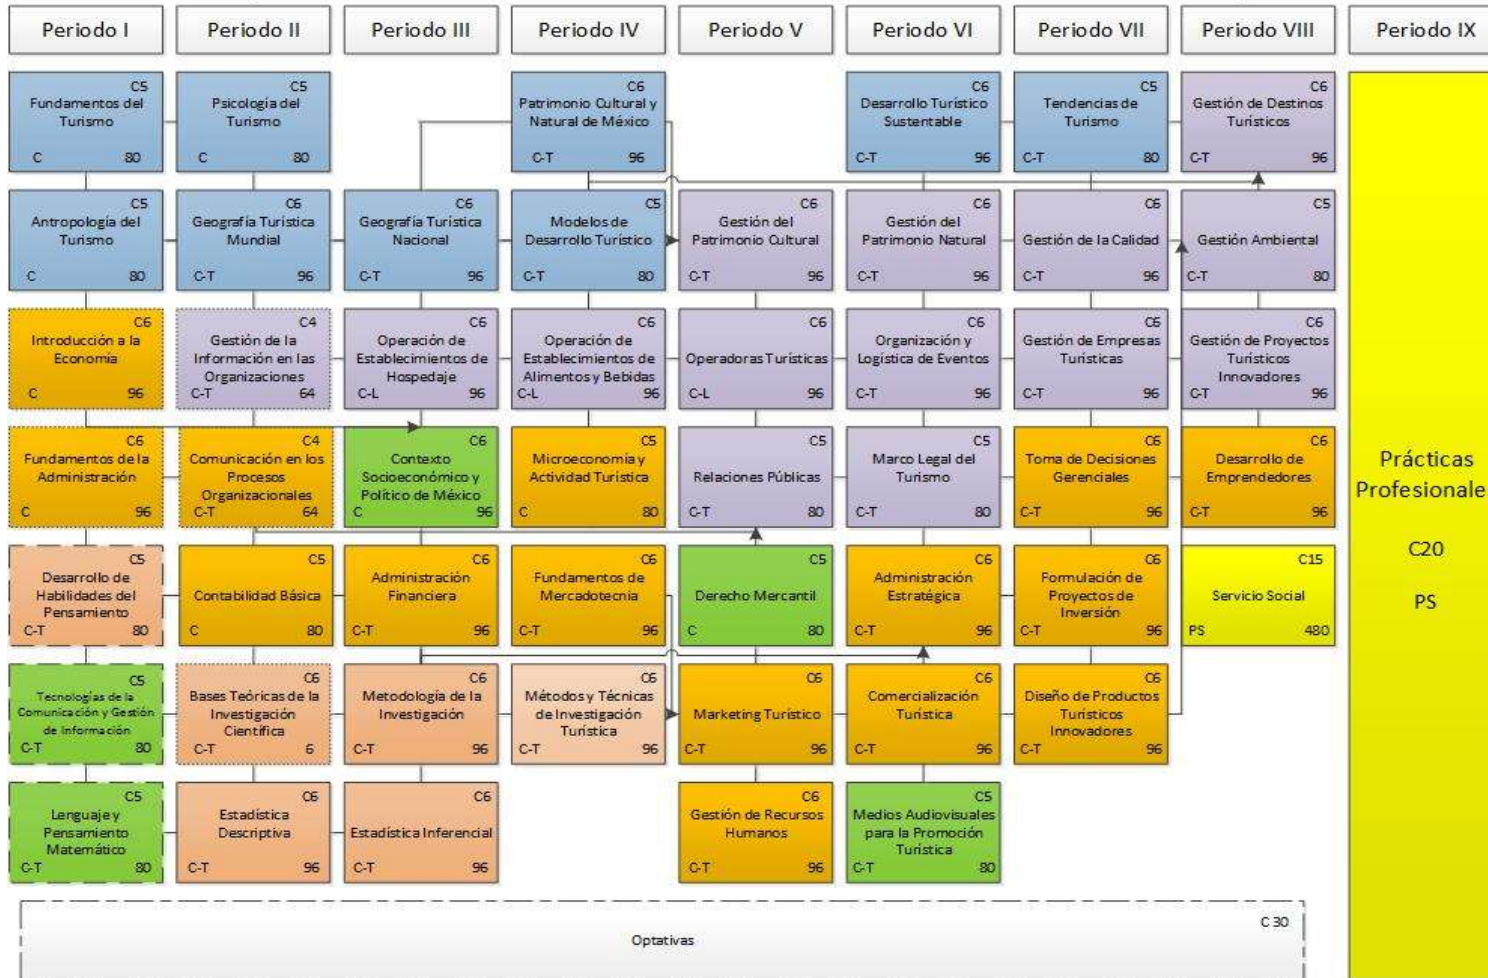 Periodo I
Periodo II
Periodo III
Periodo IV
Periodo V
Periodo VI
Periodo VII
Periodo VIII
Periodo IX
C5
Fundamentos del
Turismo
C 80
C5
Psicología del
Turismo
C 80
C6
Patrimonio Cultural y
Natural de México
C-T 96
C6
Desarrollo Turístico
Sustentable
C-T 96
C5
Tendencias de
Turismo
C-T 80
C6
Gestión de Destinos
Turísticos
C-T 96
C5
Antropología del
Turismo
C 80
C6
Geografía Turística
Mundial
C-T 96
C6
Geografía Turística
Nacional
C-T 96
C5
Modelos de
Desarrollo Turístico
C-T 80
C6
Gestión del
Patrimonio Cultural
C-T 96
C6
Gestión del
Patrimonio Natural
C-T 96
C6
Gestión de la Calidad
C-T 96
C5
Gestión Ambiental
C-T 80
C6
Introducción a la
Economía
C 96
C4
Gestión de la
Información en las
Organizaciones
C-T 64
C6
Operación de
Establecimientos de
Hospedaje
C-L 96
C6
Operación de
Establecimientos de
Alimentos y Bebidas
C-L 96
C6
Operadoras Turísticas
C-L 96
C6
Organización y
Logística de Eventos
C-T 96
C6
Gestión de Empresas
Turísticas
C-T 96
C6
Gestión de Proyectos
Turísticos
Innovadores
C-T 96
C6
Fundamentos de la
Administración
C 96
C4
Comunicación en los
Procesos
Organizacionales
C-T 64
C6
Contexto
Socioeconómico y
Político de México
C 96
C5
Microeconomía y
Actividad Turística
C 80
C5
Relaciones Públicas
C-T 80
C5
Marco Legal del
Turismo
C-T 80
C6
Toma de Decisiones
Gerenciales
C-T 96
C6
Desarrollo de
Emprendedores
C-T 96
C5
Desarrollo de
Habilidades del
Pensamiento
C-T 80
C5
Contabilidad Básica
C 80
C6
Administración
Financiera
C-T 96
C6
Fundamentos de
Mercadotecnia
C-T 96
C5
Derecho Mercantil
C 80
C6
Administración
Estratégica
C-T 96
C6
Formulación de
Proyectos de
Inversión
C-T 96
C15
Servicio Social
PS 480
C5
Tecnologías de la
Comunicación y Gestión
de Información
C-T 80
C6
Bases Teóricas de la
Investigación
Científica
C-T 6
C6
Metodología de la
Investigación
C-T 96
C6
Métodos y Técnicas
de Investigación
Turística
C-T 96
C6
Marketing Turístico
C-T 96
C6
Comercialización
Turística
C-T 96
C6
Diseño de Productos
Turísticos
Innovadores
C-T 96
C5
Lenguaje y
Pensamiento
Matemático
C-T 80
C6
Estadística
Descriptiva
C-T 96
C6
Estadística Inferencial
C-T 96
C6
Gestión de Recursos
Humanos
C-T 96
C5
Medios Audiovisuales
para la Promoción
Turística
C-T 80
Prácticas
Profesionale
C20
PS
C 30
Optativas